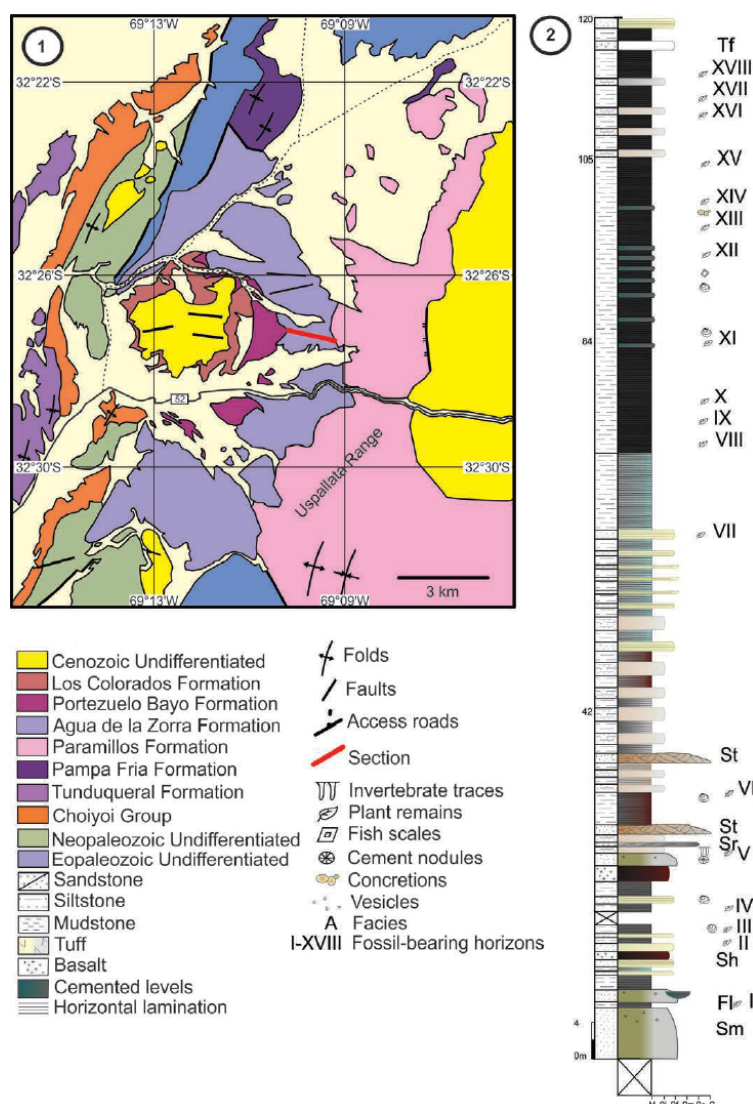 1
69°13'W
69°09'W
32°22'S
32°22'S
32°26'S
32°26'S
52
32°30'S
32°30'S
Uspallata Range
3 km
69°13'W
69°09'W
Cenozoic Undifferentiated
Los Colorados Formation
Portezuelo Bayo Formation
Agua de la Zorra Formation
Paramillos Formation
Pampa Fria Formation
Tunduqueral Formation
Choiyoi Group
Neopaleozoic Undifferentiated
Eopaleozoic Undifferentiated
Sandstone
Siltstone
Mudstone
Tuff
Basalt
Cemented levels
Horizontal lamination
Folds
Faults
Access roads
Section
Invertebrate traces
Plant remains
Fish scales
Cement nodules
Concretions
Vesicles
A Facies
I-XVIII Fossil-bearing horizons
2
120
Tf
XVIII
XVII
XVI
105
XV
XIV
XIII
XII
84
XI
X
IX
VIII
VII
42
St
VI
St
Sr
V
IV
III
II
Sh
Fl I
4
Sm
0m